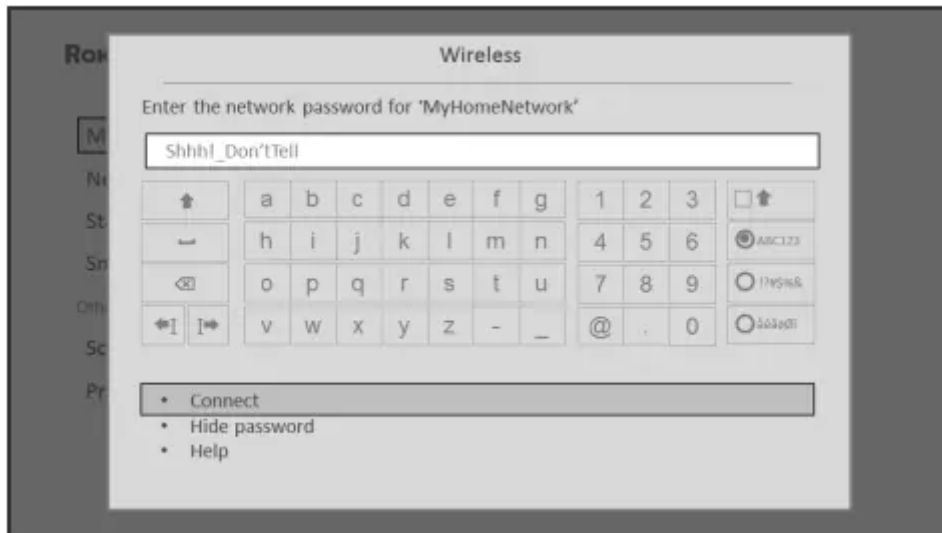 Wireless
Enter the network password for 'MyHomeNetwork'
Shhh!_Don'tTell
a b c d e f g 1 2 3
h i j k l m n 4 5 6 ABC123
o p q r s t u 7 8 9 !?#$%&
v w x y z - _ @ . 0
• Connect
• Hide password
• Help